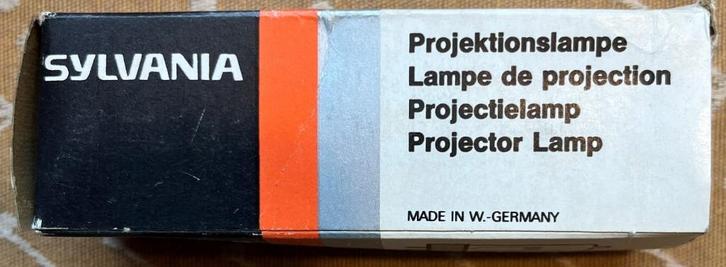 SYLVANIA
Projektionslampe
Lampe de projection
Projectielamp
Projector Lamp
MADE IN W.-GERMANY